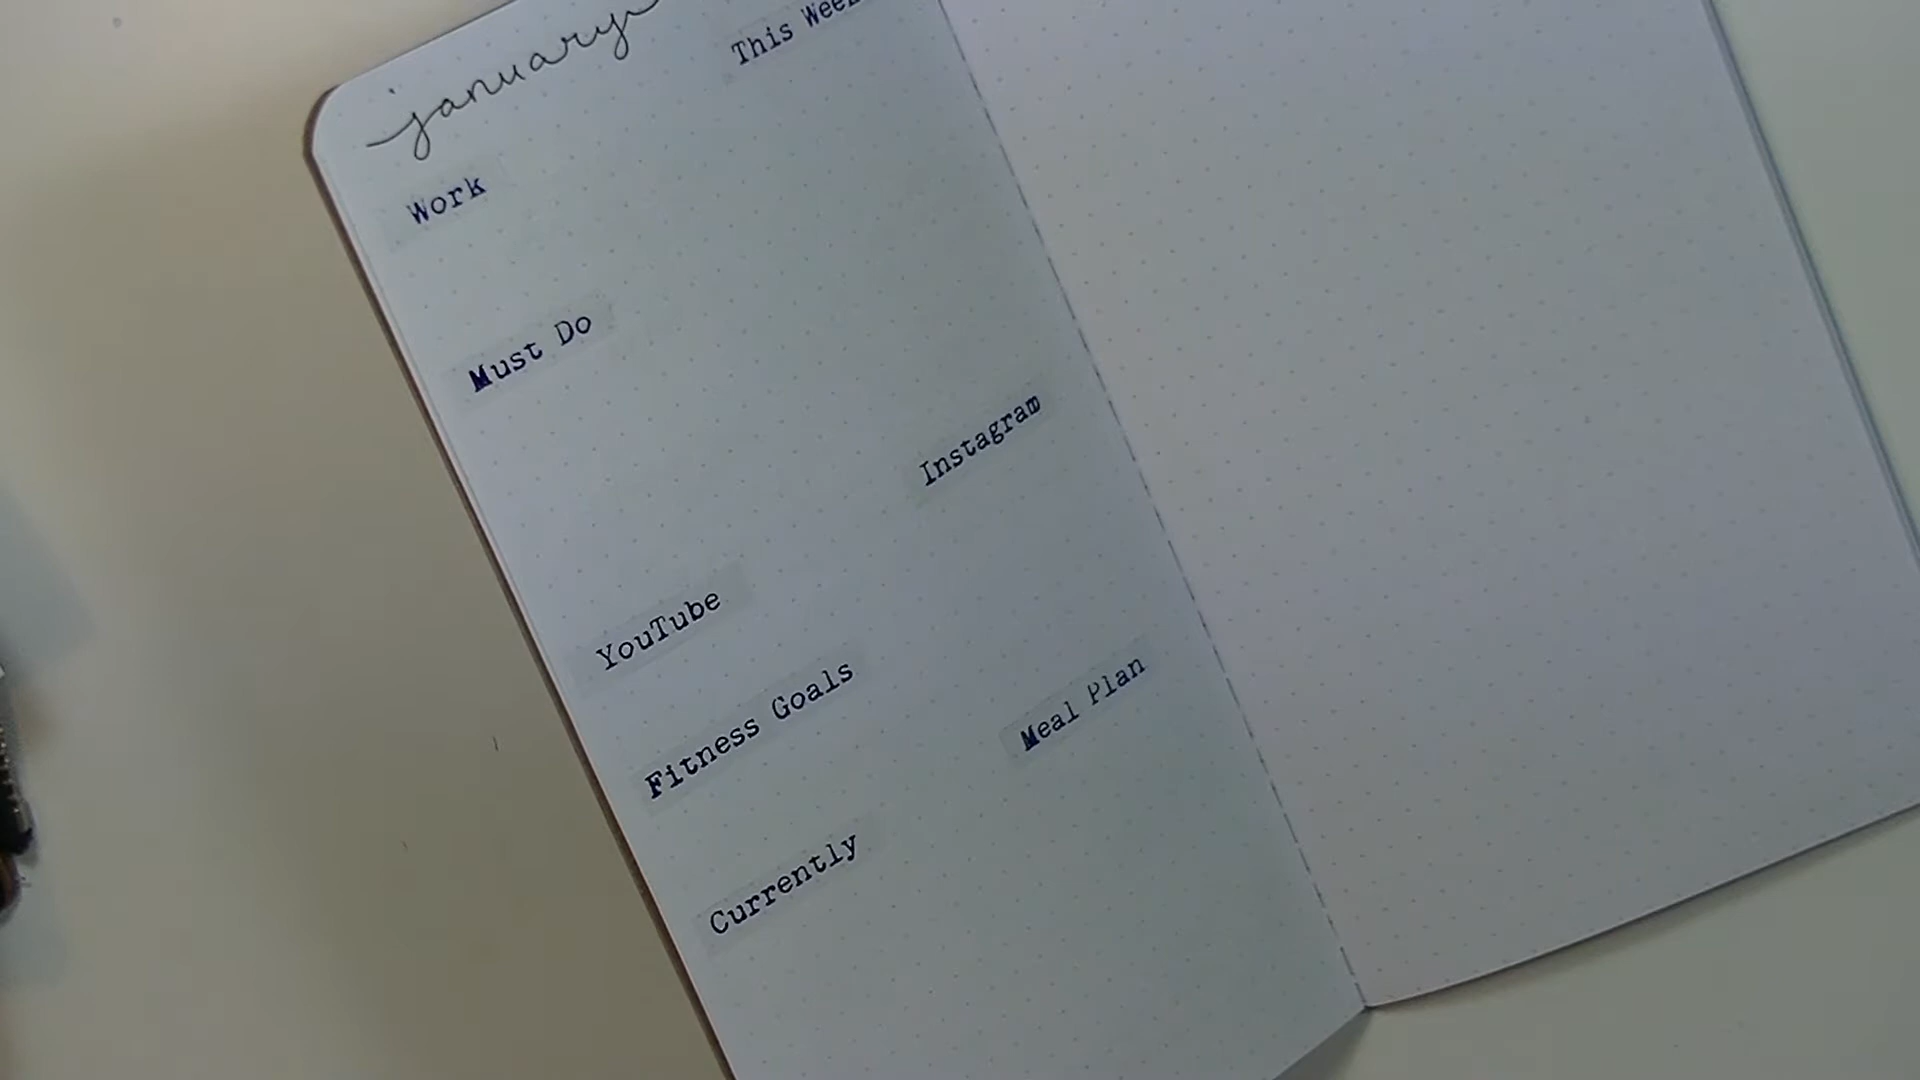 january
This Week
Work
Must Do
Instagram
YouTube
Fitness Goals
Meal Plan
Currently